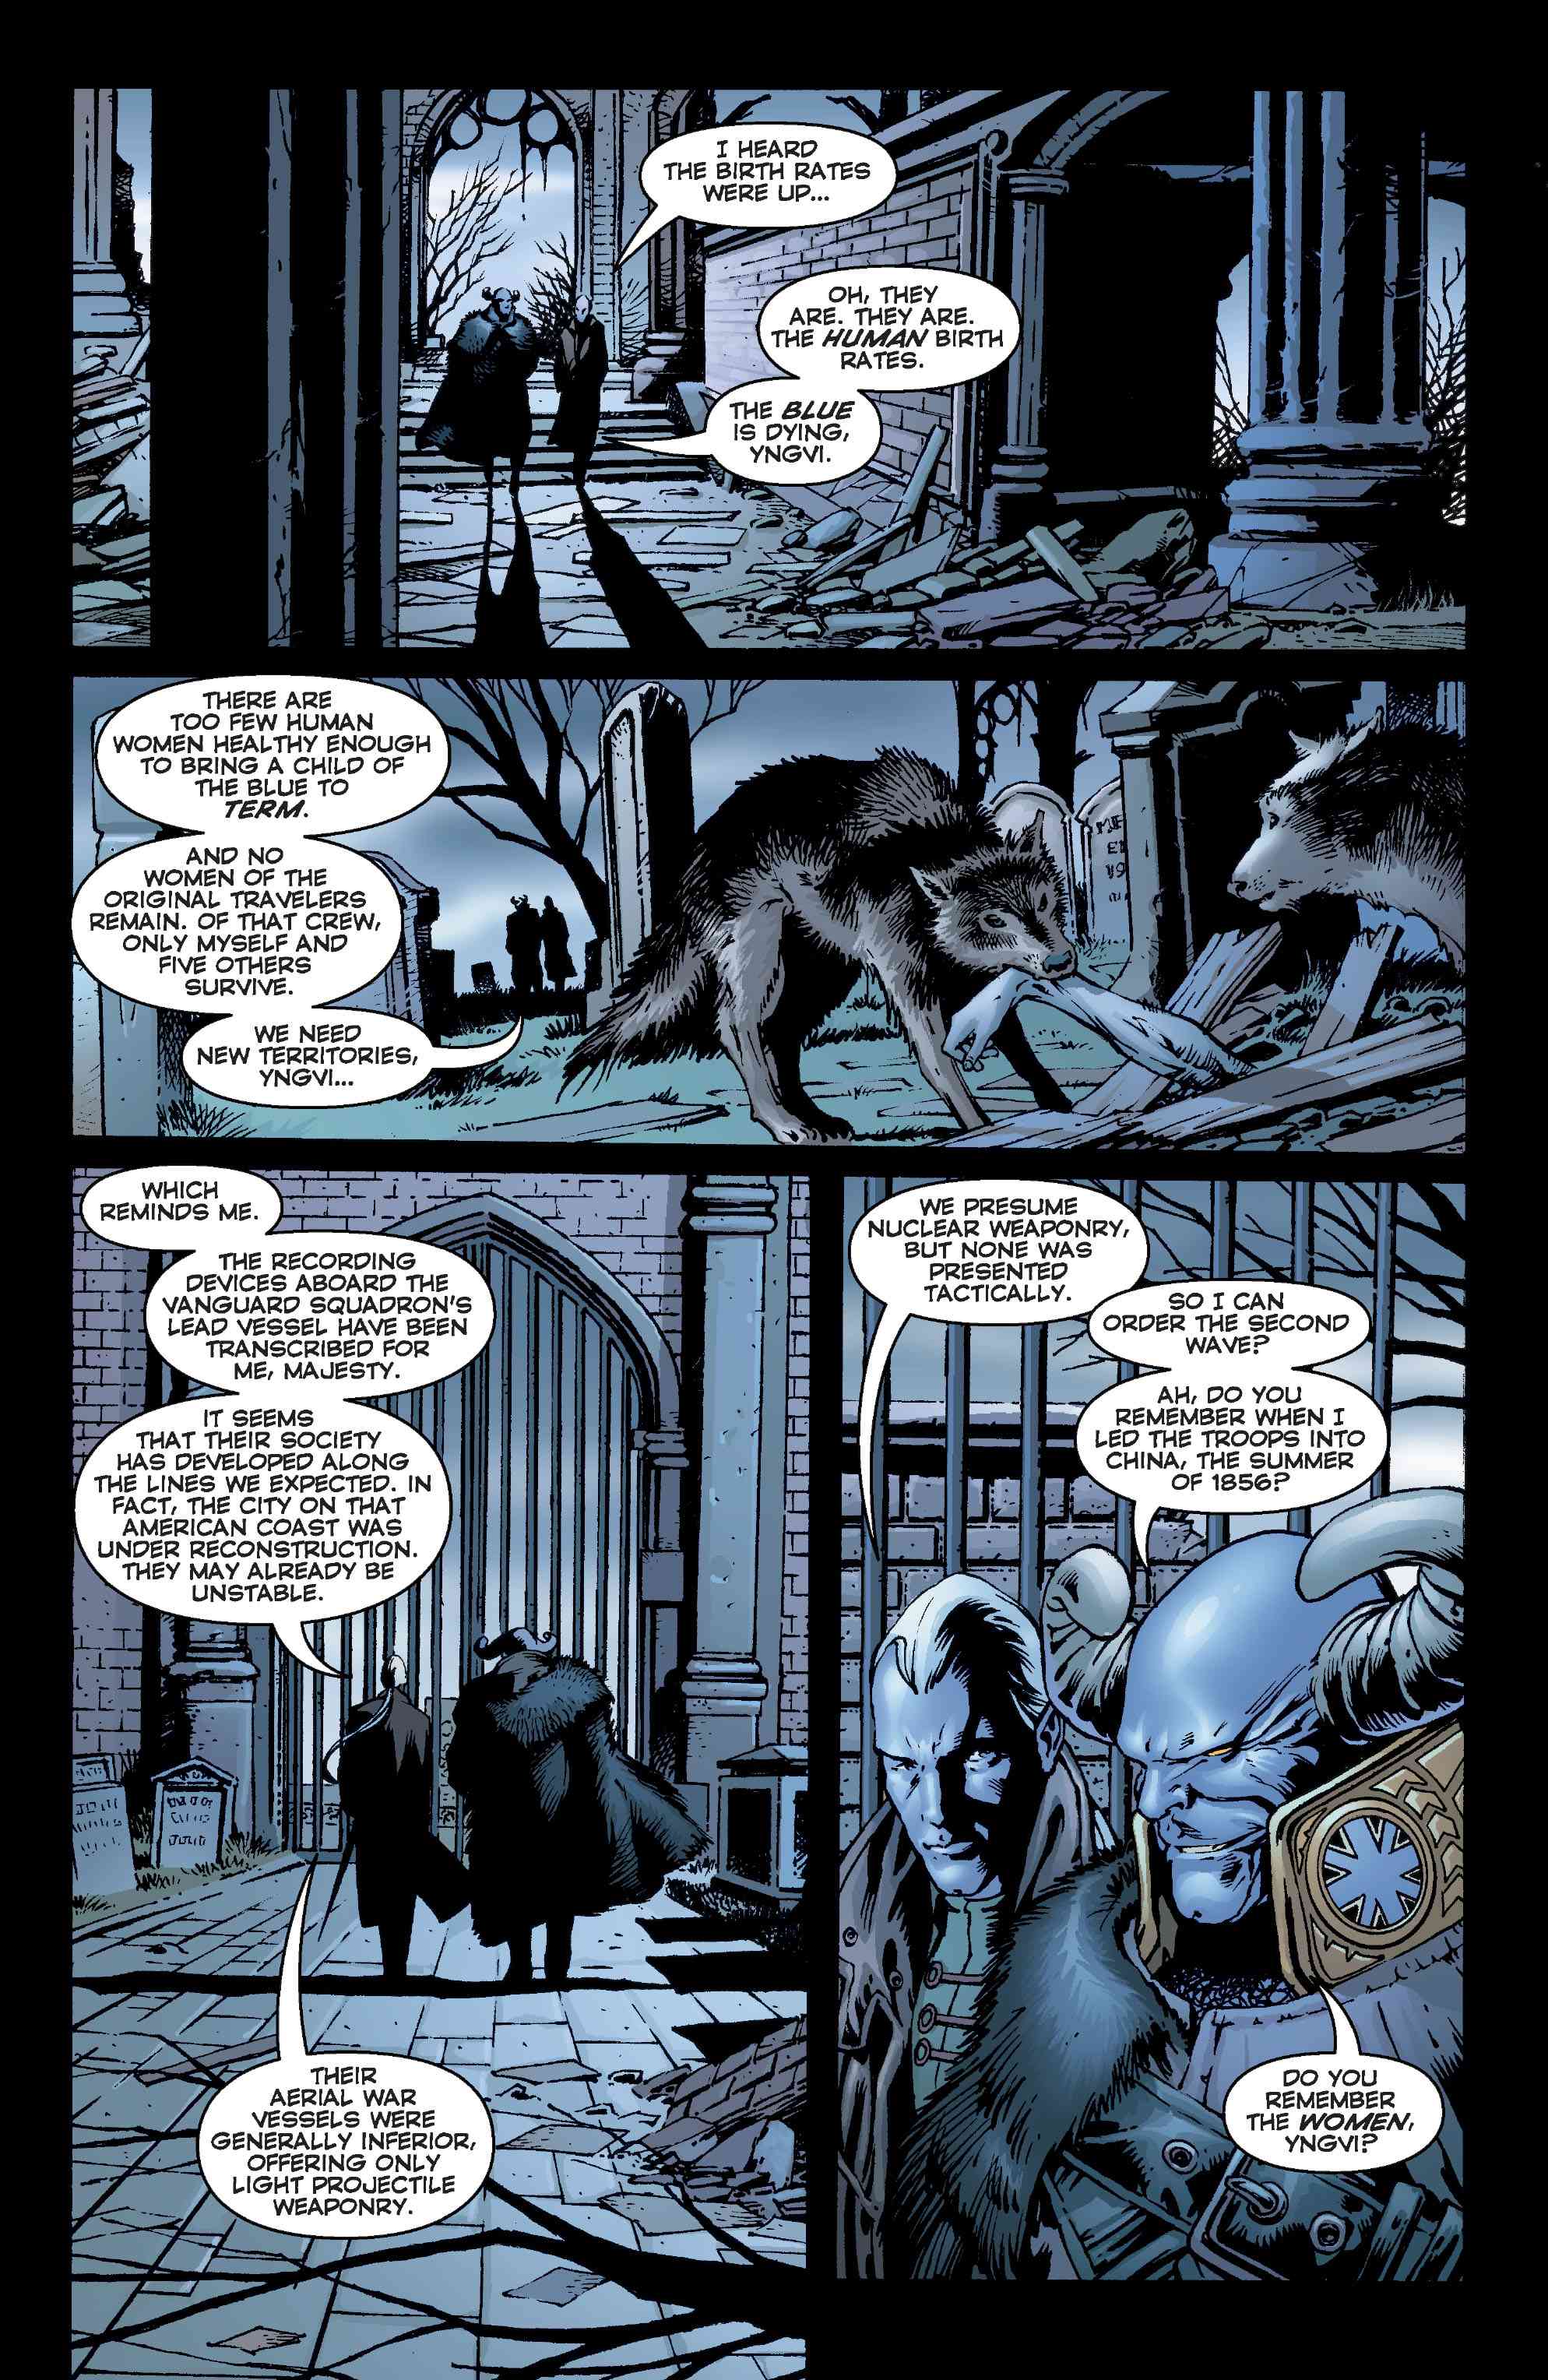 I HEARD
THE BIRTH RATES
WERE UP...
OH, THEY
ARE. THEY ARE.
THE HUMAN BIRTH
RATES.
THE BLUE
IS DYING,
YNGVI.
THERE ARE
TOO FEW HUMAN
WOMEN HEALTHY ENOUGH
TO BRING A CHILD OF
THE BLUE TO
TERM.
AND NO
WOMEN OF THE
ORIGINAL TRAVELERS
REMAIN. OF THAT CREW,
ONLY MYSELF AND
FIVE OTHERS
SURVIVE.
WE NEED
NEW TERRITORIES,
YNGVI...
WHICH
REMINDS ME.
THE RECORDING
DEVICES ABOARD THE
VANGUARD SQUADRON'S
LEAD VESSEL HAVE BEEN
TRANSCRIBED FOR
ME, MAJESTY.
IT SEEMS
THAT THEIR SOCIETY
HAS DEVELOPED ALONG
THE LINES WE EXPECTED. IN
FACT, THE CITY ON THAT
AMERICAN COAST WAS
UNDER RECONSTRUCTION.
THEY MAY ALREADY BE
UNSTABLE.
THEIR
AERIAL WAR
VESSELS WERE
GENERALLY INFERIOR,
OFFERING ONLY
LIGHT PROJECTILE
WEAPONRY.
WE PRESUME
NUCLEAR WEAPONRY,
BUT NONE WAS
PRESENTED
TACTICALLY.
SO I CAN
ORDER THE SECOND
WAVE?
AH, DO YOU
REMEMBER WHEN I
LED THE TROOPS INTO
CHINA, THE SUMMER
OF 1856?
DO YOU
REMEMBER
THE WOMEN,
YNGVI?